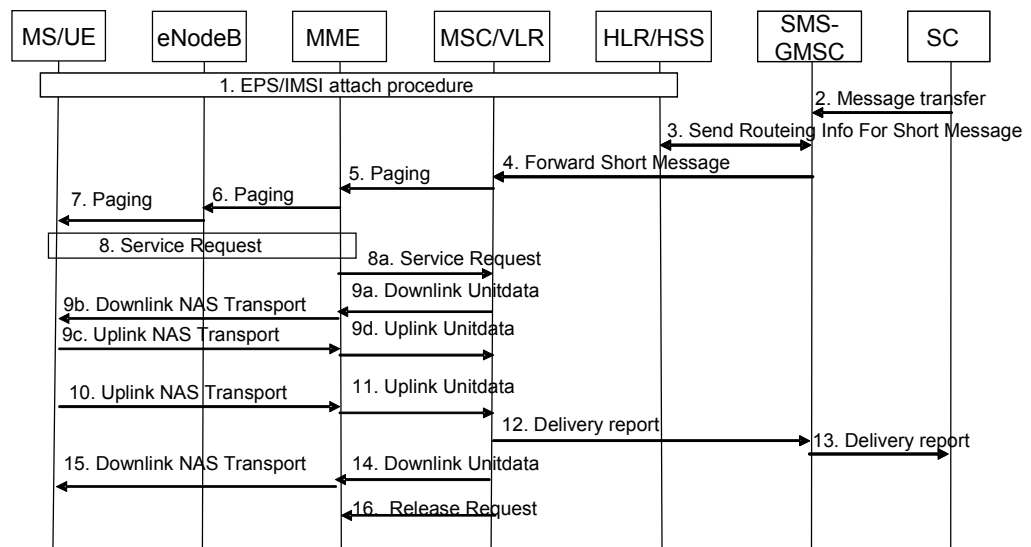 MS/UE
eNodeB
MME
MSC/VLR
HLR/HSS
SMS-
GMSC
SC
1. EPS/IMSI attach procedure
2. Message transfer
3. Send Routeing Info For Short Message
4. Forward Short Message
5. Paging
6. Paging
7. Paging
8. Service Request
8a. Service Request
9a. Downlink Unitdata
9b. Downlink NAS Transport
9c. Uplink NAS Transport
9d. Uplink Unitdata
10. Uplink NAS Transport
11. Uplink Unitdata
12. Delivery report
13. Delivery report
14. Downlink Unitdata
15. Downlink NAS Transport
16. Release Request